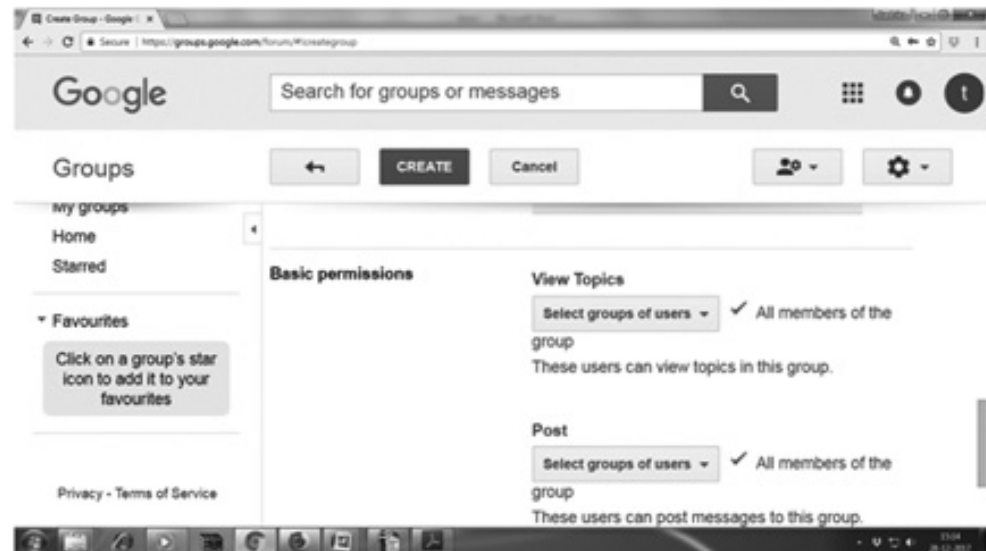 Create Group - Google
Secure | https://groups.google.com/forum/#!creategroup
Google
Search for groups or messages
t
Groups
CREATE
Cancel
My groups
Home
Starred
Basic permissions
View Topics
Select groups of users
All members of the
group
These users can view topics in this group.
Favourites
Click on a group's star
icon to add it to your
favourites
Post
Select groups of users
All members of the
group
These users can post messages to this group.
Privacy - Terms of Service
15:04